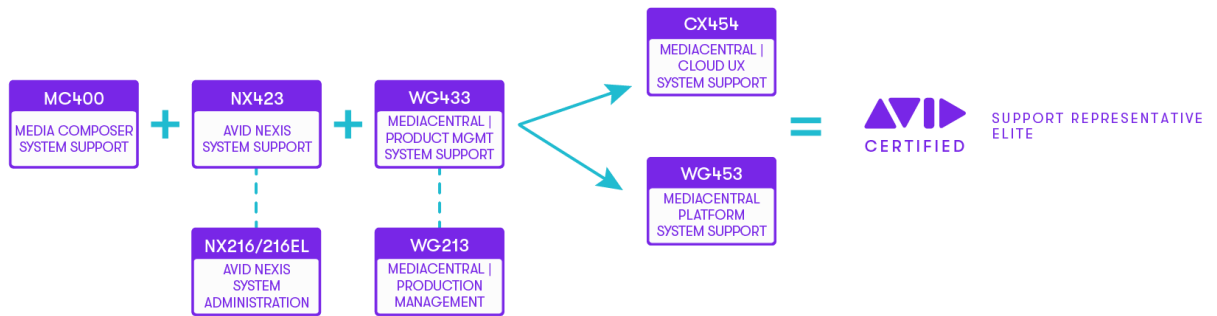 MC400
MEDIA COMPOSER
SYSTEM SUPPORT
+
NX423
AVID NEXIS
SYSTEM SUPPORT
+
WG433
MEDIACENTRAL |
PRODUCT MGMT
SYSTEM SUPPORT
CX454
MEDIACENTRAL |
CLOUD UX
SYSTEM SUPPORT
WG453
MEDIACENTRAL
PLATFORM
SYSTEM SUPPORT
=
AVID
CERTIFIED
SUPPORT REPRESENTATIVE
ELITE
NX216/216EL
AVID NEXIS
SYSTEM
ADMINISTRATION
WG213
MEDIACENTRAL |
PRODUCTION
MANAGEMENT